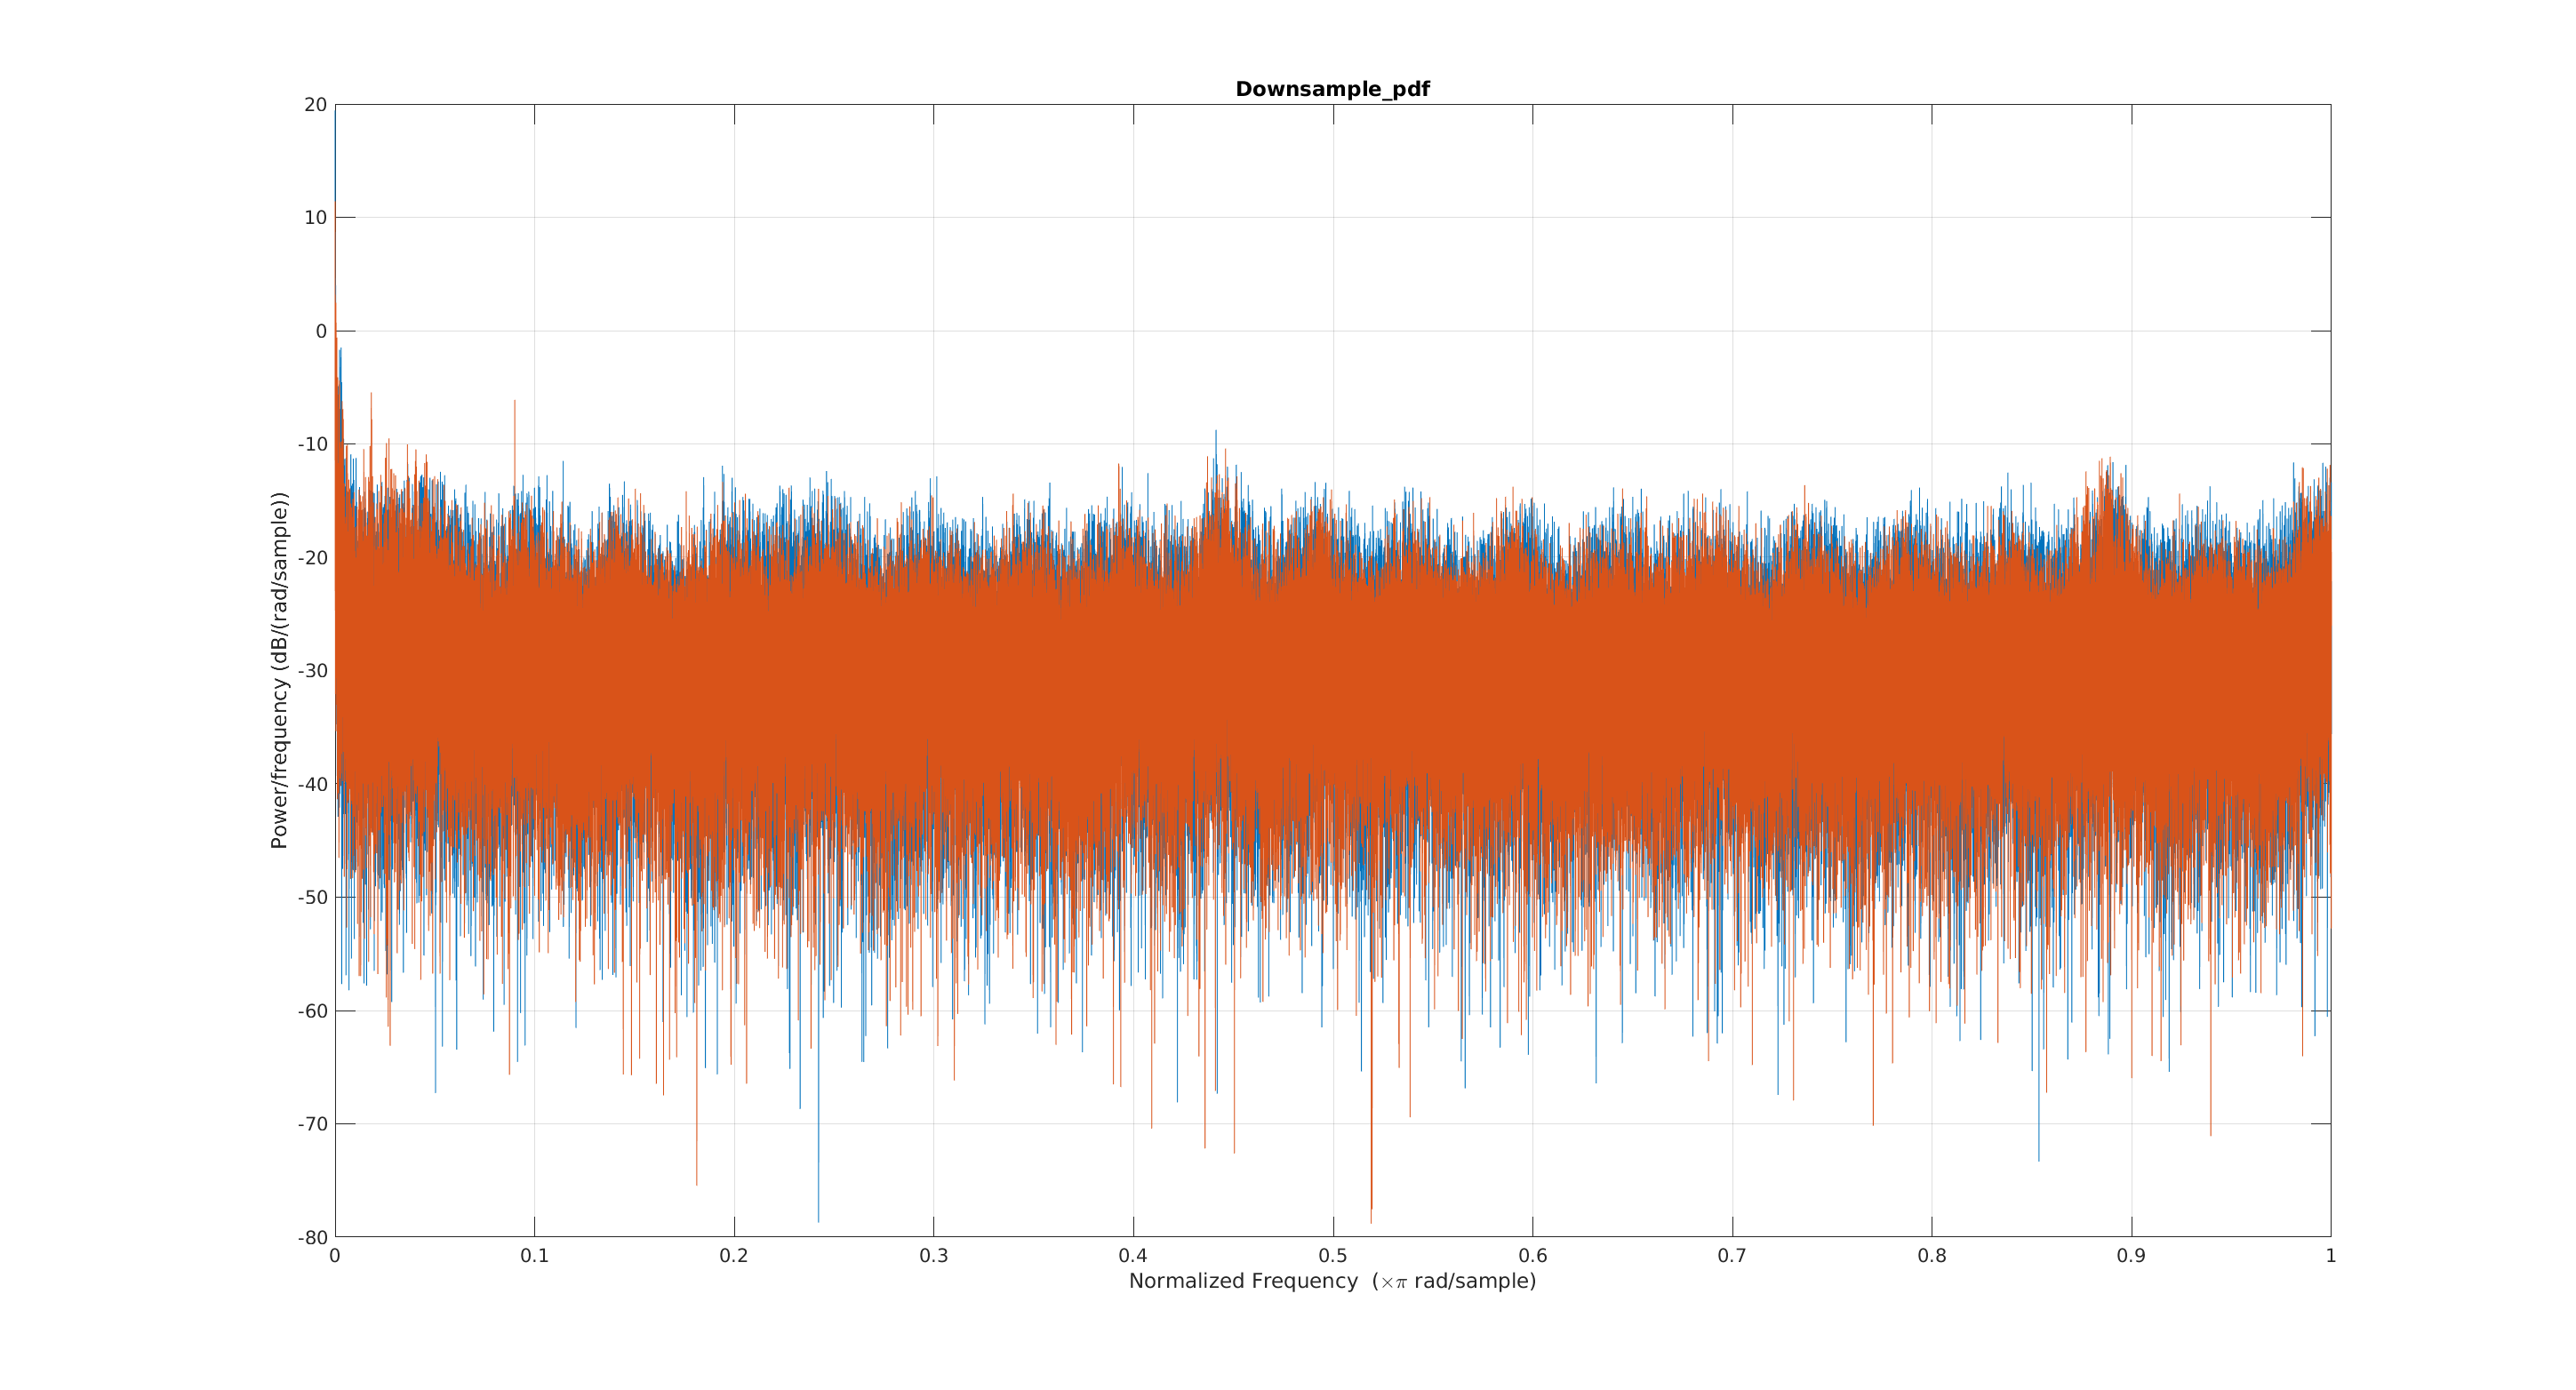 Downsample_pdf
20
10
0
-10
-20
-30
-40
-50
-60
-70
-80
Power/frequency (dB/(rad/sample))
0 0.1 0.2 0.3 0.4 0.5 0.6 0.7 0.8 0.9 1
Normalized Frequency (×π rad/sample)